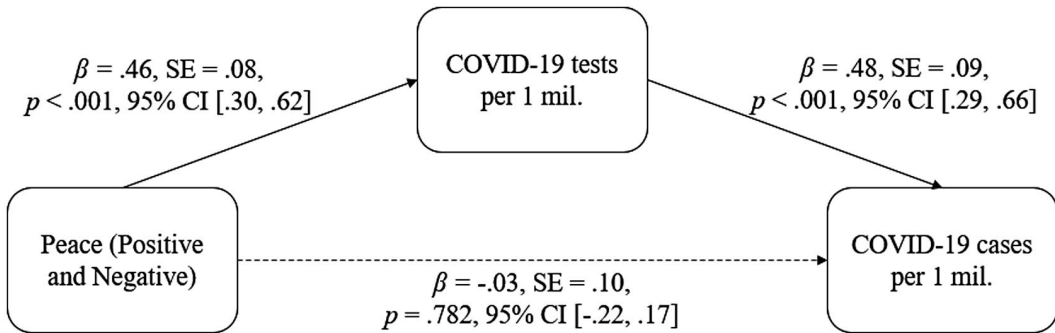 β = .46, SE = .08,
p < .001, 95% CI [.30, .62]
COVID-19 tests
per 1 mil.
β = .48, SE = .09,
p < .001, 95% CI [.29, .66]
Peace (Positive
and Negative)
β = -.03, SE = .10,
p = .782, 95% CI [-.22, .17]
COVID-19 cases
per 1 mil.